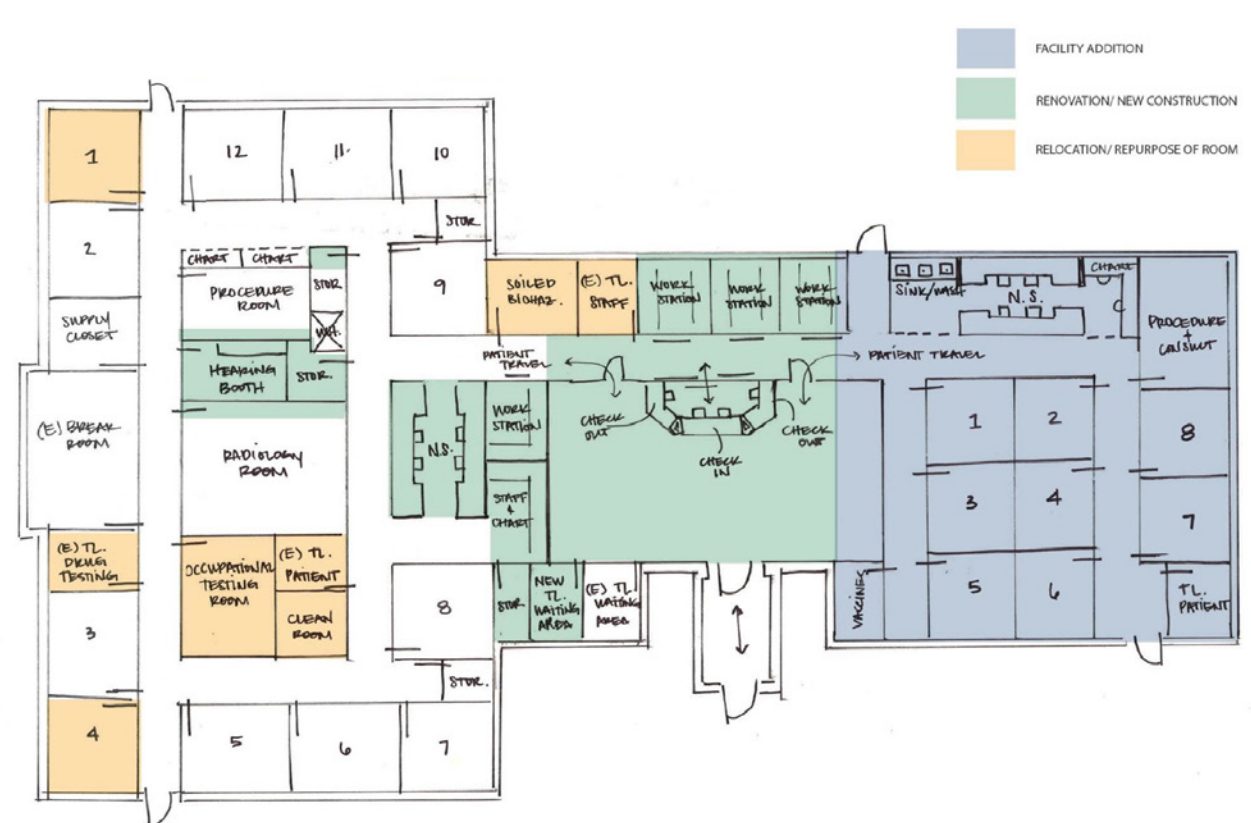 FACILITY ADDITION
RENOVATION/ NEW CONSTRUCTION
RELOCATION/ REPURPOSE OF ROOM
1
12
11.
10
2
STOR.
CHART
CHART
PROCEDURE
ROOM
STOR
W.H.
9
SOILED
BIOHAZ.
(E) TL.
STAFF
WORK
STATION
WORK
STATION
WORK
STATION
SINK/WASH
N.S.
CHART
PROCEDURE
+
CONSULT
SUPPLY
CLOSET
HEARING
BOOTH
STOR.
PATIENT
TRAVEL
PATIENT TRAVEL
(E) BREAK
ROOM
RADIOLOGY
ROOM
N.S.
WORK
STATION
CHECK
OUT
CHECK
IN
CHECK
OUT
1
2
8
STAFF
&
CHART
3
4
7
(E) TL.
DRUG
TESTING
OCCUPATIONAL
TESTING
ROOM
(E) TL.
PATIENT
CLEAN
ROOM
8
STOR
NEW
TL.
WAITING
AREA
(E) TL.
WAITING
AREA
VACCINES
5
6
TL.
PATIENT
3
STOR.
4
5
6
7